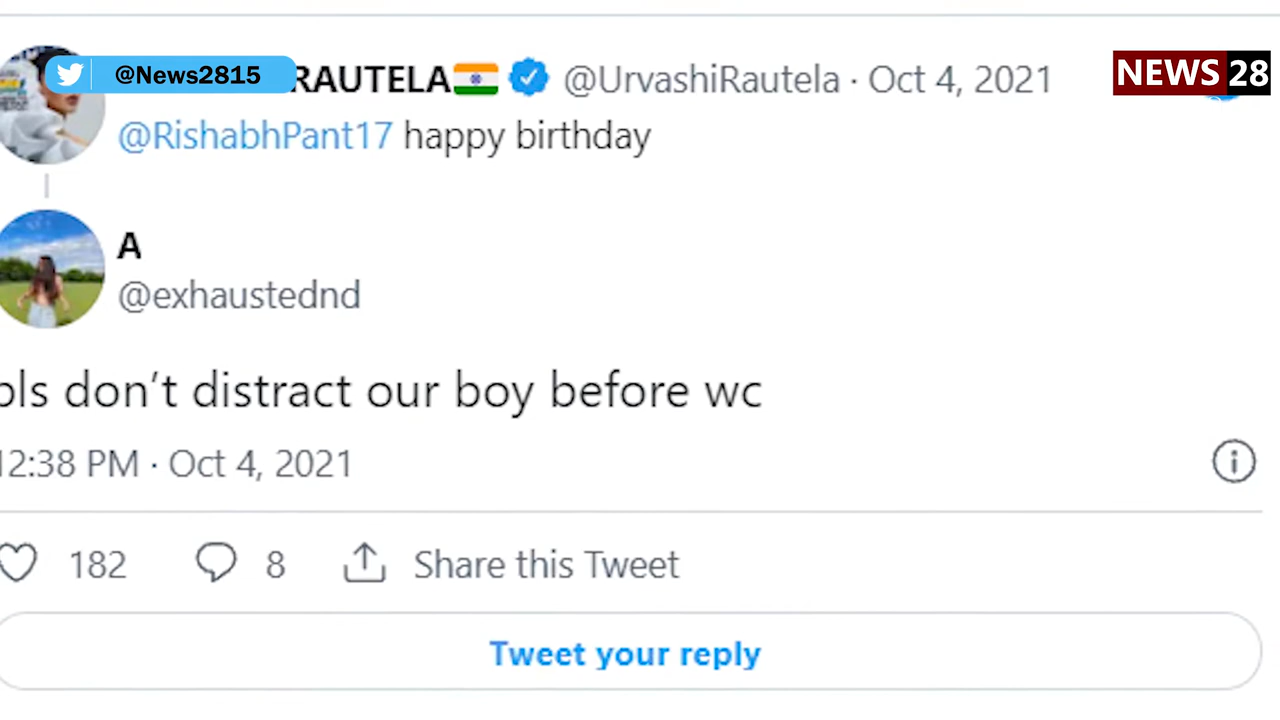 @News2815
RAUTELA🇮🇳 @UrvashiRautela · Oct 4, 2021
NEWS 28
@RishabhPant17 happy birthday
A
@exhaustednd
pls don’t distract our boy before wc
12:38 PM · Oct 4, 2021
182 8 Share this Tweet
Tweet your reply